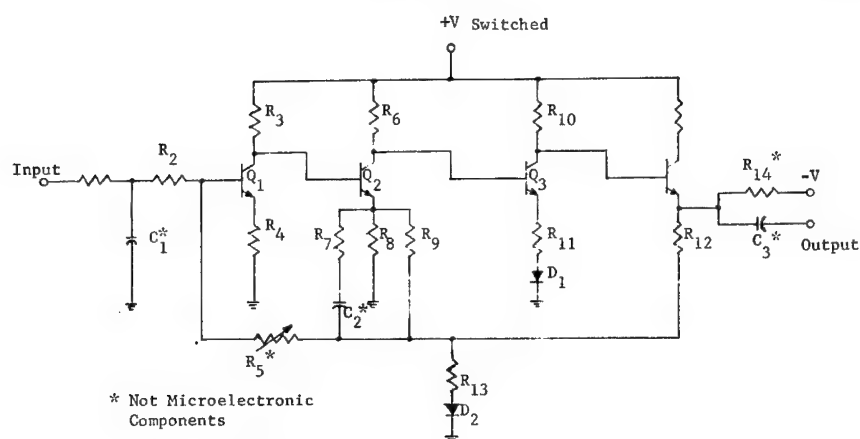 +V Switched
R3
R6
R10
Input
R2
Q1
Q2
Q3
R14*
-V
C1*
R4
R7
R8
R9
R11
R12
C3*
Output
D1
C2*
R5*
R13
D2
* Not Microelectronic
Components